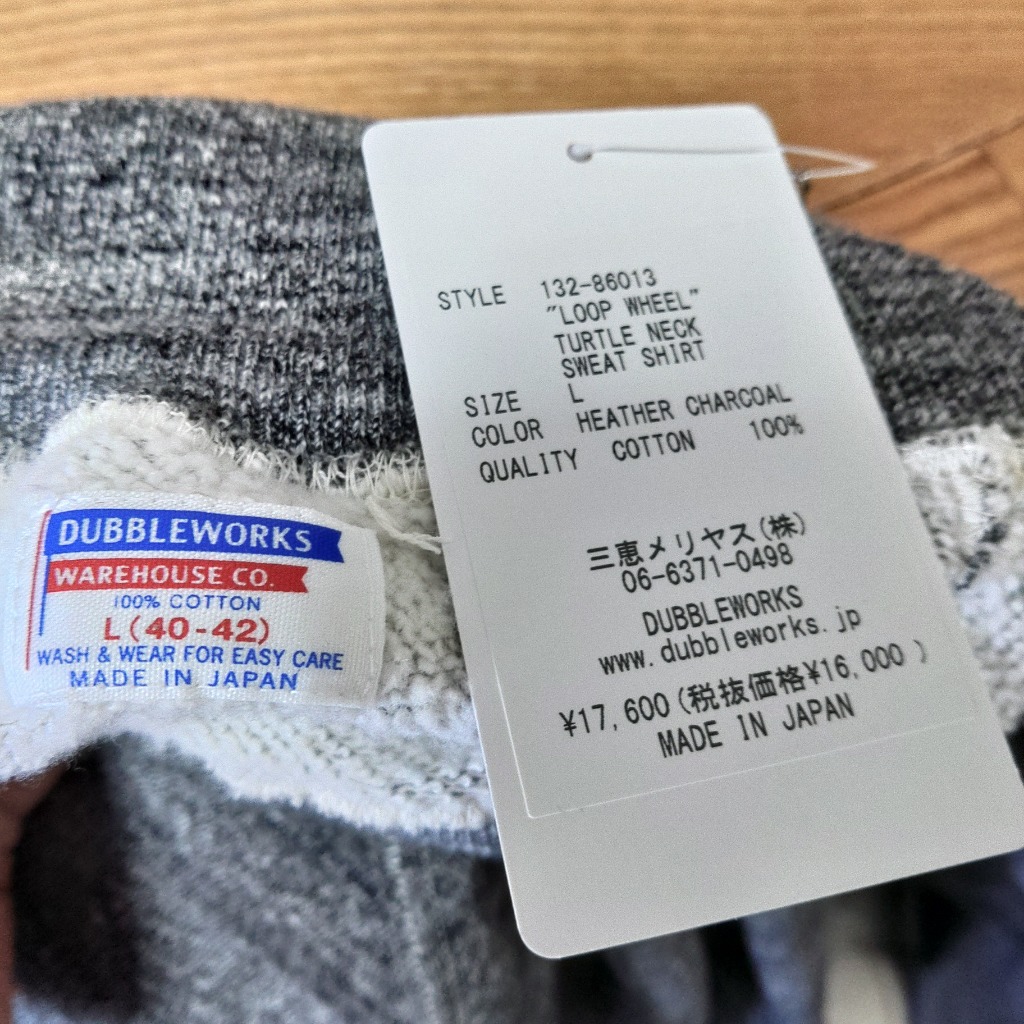 STYLE 132-86013
"LOOP WHEEL"
TURTLE NECK
SWEAT SHIRT
SIZE L
COLOR HEATHER CHARCOAL
QUALITY COTTON 100%
三恵メリヤス(株)
06-6371-0498
DUBBLEWORKS
www.dubbleworks.jp
¥17,600(税抜価格¥16,000 )
MADE IN JAPAN
DUBBLEWORKS
WAREHOUSE CO.
100% COTTON
L(40-42)
WASH & WEAR FOR EASY CARE
MADE IN JAPAN